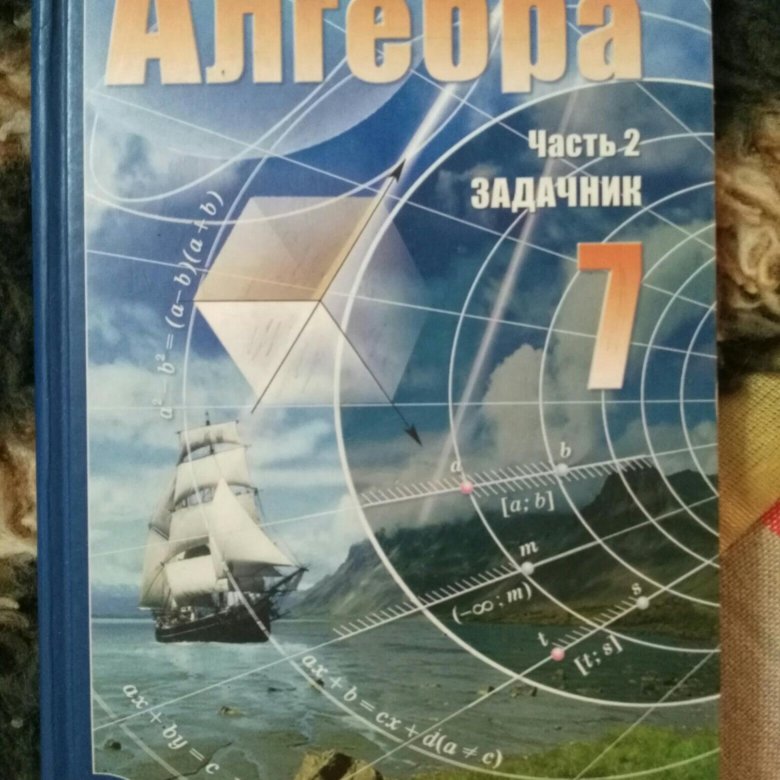 Алгебра
Часть 2
ЗАДАЧНИК
7
a² – b² = (a – b)(a + b)
a
b
[a; b]
m
(–∞; m)
s
t
[t; s]
ax + b = cx + d(a ≠ c)
ax + by = c